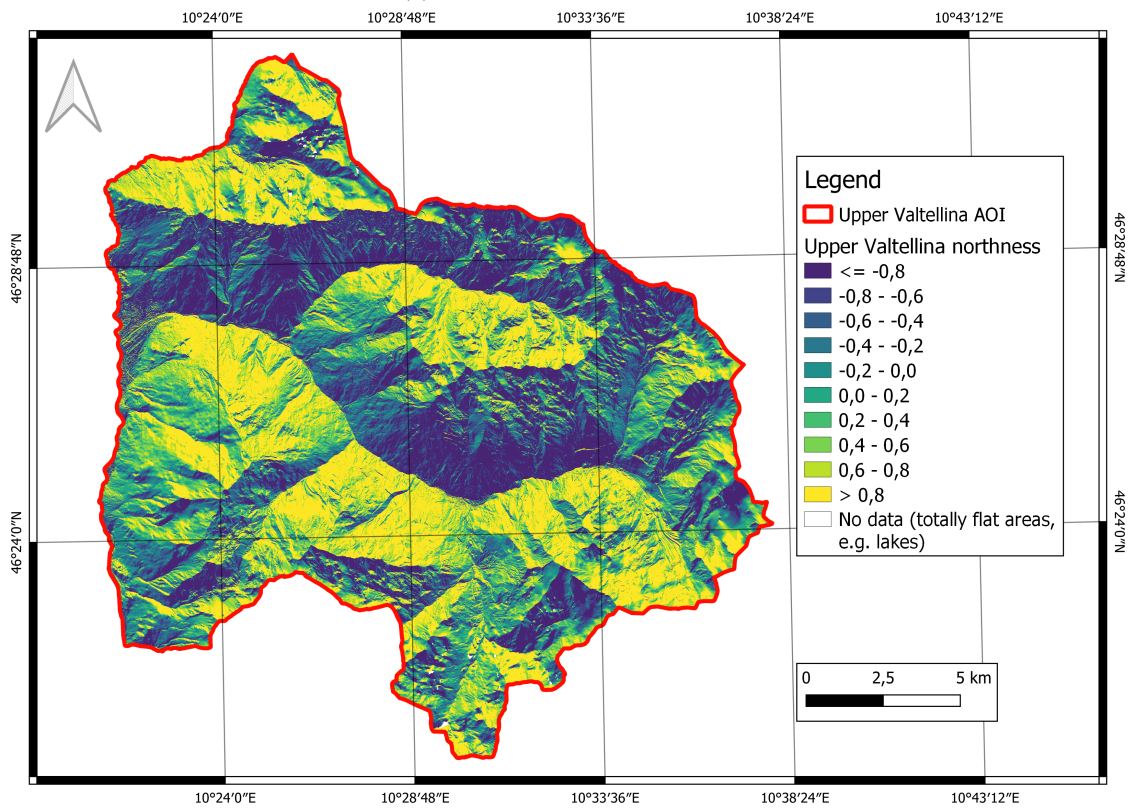 10°24′0″E 10°28′48″E 10°33′36″E 10°38′24″E 10°43′12″E
Legend
Upper Valtellina AOI
Upper Valtellina northness
<= -0,8
-0,8 - -0,6
-0,6 - -0,4
-0,4 - -0,2
-0,2 - 0,0
0,0 - 0,2
0,2 - 0,4
0,4 - 0,6
0,6 - 0,8
> 0,8
No data (totally flat areas,
e.g. lakes)
46°28′48″N
46°28′48″N
46°24′0″N
46°24′0″N
0 2,5 5 km
10°24′0″E 10°28′48″E 10°33′36″E 10°38′24″E 10°43′12″E